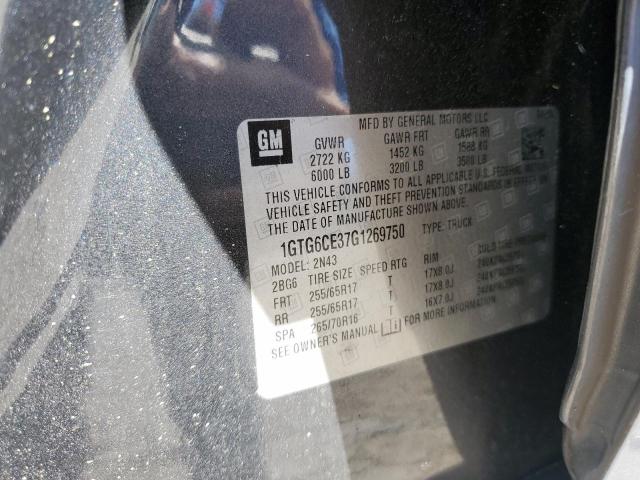 GM
MFD BY GENERAL MOTORS LLC
GVWR GAWR FRT GAWR RR
2722 KG 1452 KG 1588 KG
6000 LB 3200 LB 3500 LB
THIS VEHICLE CONFORMS TO ALL APPLICABLE U.S. FEDERAL
VEHICLE SAFETY AND THEFT PREVENTION STANDARDS IN EFFECT ON
THE DATE OF MANUFACTURE SHOWN ABOVE.
1GTG6CE37G1269750 TYPE: TRUCK
MODEL: 2N43
2BG6 TIRE SIZE SPEED RTG RIM
FRT 255/65R17 T 17X8.0J
RR 255/65R17 T 17X8.0J
SPA 265/70R16 T 16X7.0J
SEE OWNER'S MANUAL FOR MORE INFORMATION